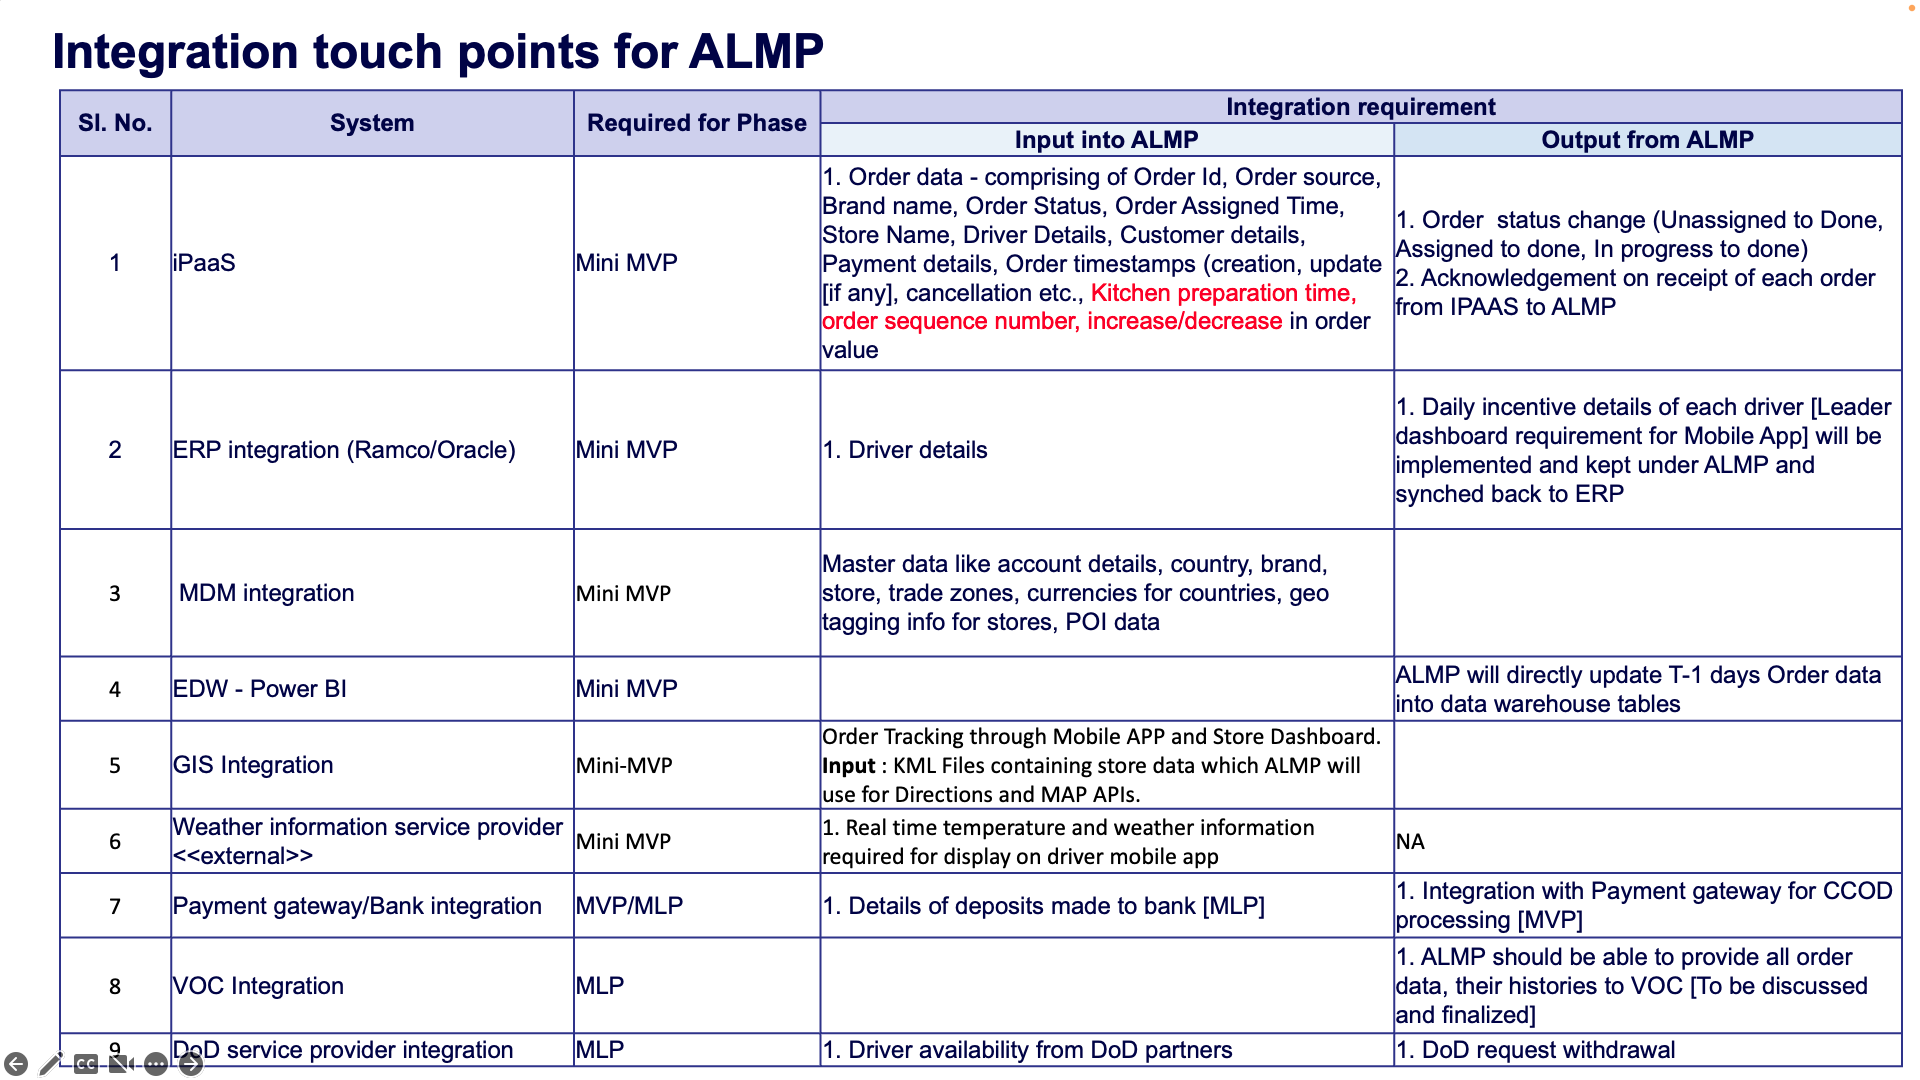 Integration touch points for ALMP
Sl. No.
System
Required for Phase
Integration requirement
Input into ALMP
Output from ALMP
1
iPaaS
Mini MVP
1. Order data - comprising of Order Id, Order source,
Brand name, Order Status, Order Assigned Time,
Store Name, Driver Details, Customer details,
Payment details, Order timestamps (creation, update
[if any], cancellation etc., Kitchen preparation time,
order sequence number, increase/decrease in order
value
1. Order  status change (Unassigned to Done,
Assigned to done, In progress to done)
2. Acknowledgement on receipt of each order
from IPAAS to ALMP
2
ERP integration (Ramco/Oracle)
Mini MVP
1. Driver details
1. Daily incentive details of each driver [Leader
dashboard requirement for Mobile App] will be
implemented and kept under ALMP and
synched back to ERP
3
MDM integration
Mini MVP
Master data like account details, country, brand,
store, trade zones, currencies for countries, geo
tagging info for stores, POI data
4
EDW - Power BI
Mini MVP
ALMP will directly update T-1 days Order data
into data warehouse tables
5
GIS Integration
Mini-MVP
Order Tracking through Mobile APP and Store Dashboard.
Input : KML Files containing store data which ALMP will
use for Directions and MAP APIs.
6
Weather information service provider
<<external>>
Mini MVP
1. Real time temperature and weather information
required for display on driver mobile app
NA
7
Payment gateway/Bank integration
MVP/MLP
1. Details of deposits made to bank [MLP]
1. Integration with Payment gateway for CCOD
processing [MVP]
8
VOC Integration
MLP
1. ALMP should be able to provide all order
data, their histories to VOC [To be discussed
and finalized]
9
DoD service provider integration
MLP
1. Driver availability from DoD partners
1. DoD request withdrawal
CC